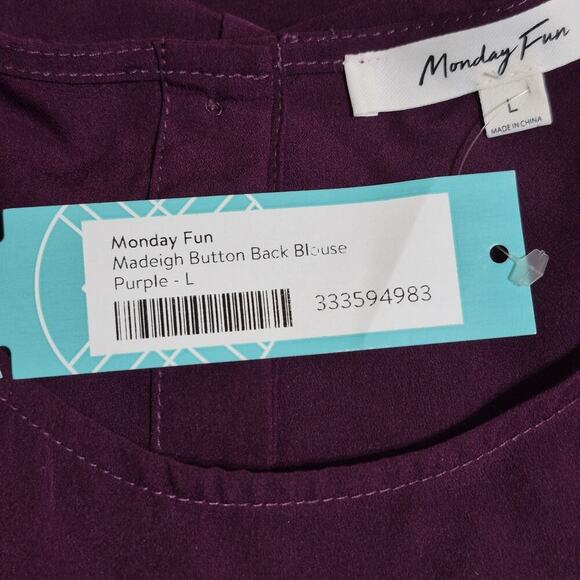 Monday Fun
L
MADE IN CHINA
Monday Fun
Madeigh Button Back Blouse
Purple - L
333594983